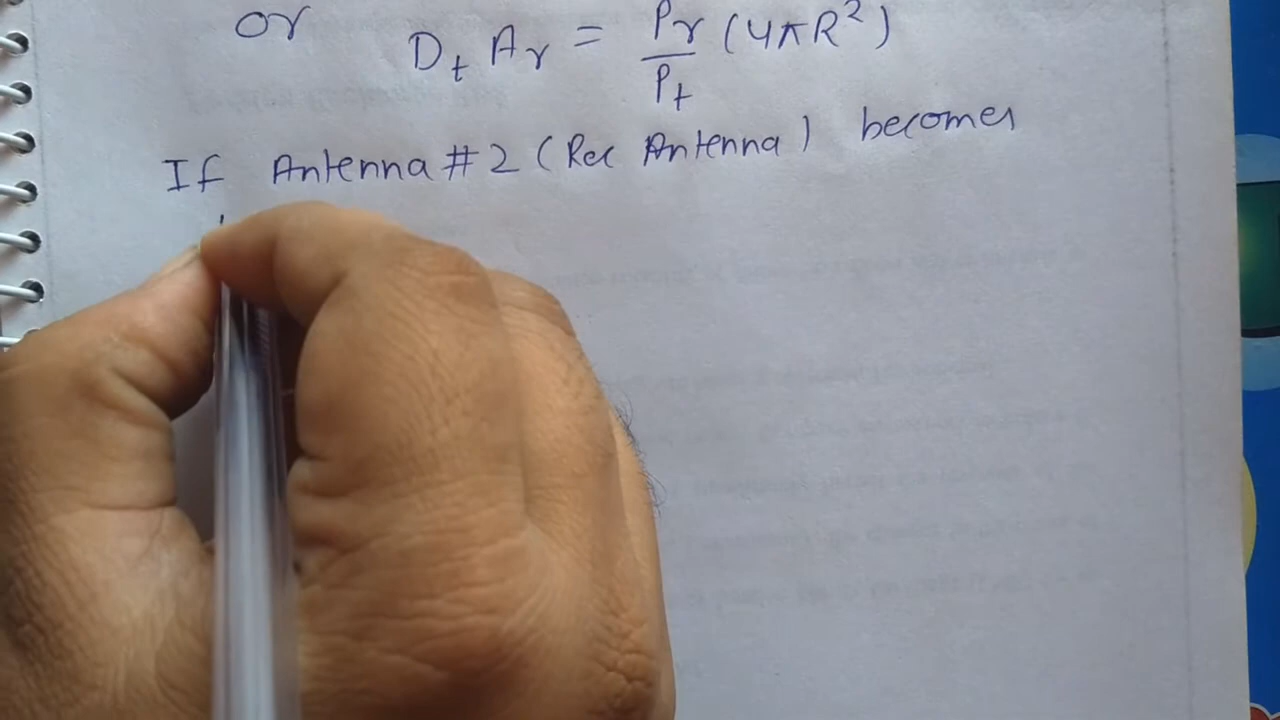 or D_t A_r = P_r/P_t (4πR²)
If Antenna #2 (Rec Antenna) becomes